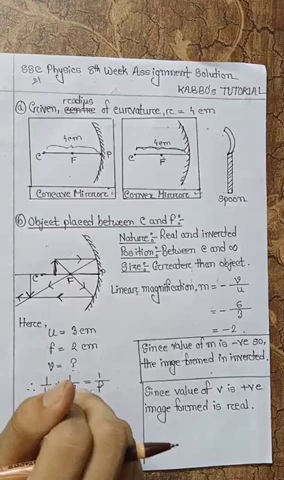 SSC Physics 8th Week Assignment Solution
KABBO's TUTORIAL
radius
ⓐ Given, centre of curvature, r = 4 cm
4cm
C F P
Concave Mirror
4cm
C F
Convex Mirror
Spoon
ⓑ Object placed between C and F:-
Nature:- Real and inverted
Position:- Between C and ∞
Size:- Greater than object.
Linear magnification, m = - v/u
= - 6/3
= -2.
Here,
u = 3 cm
f = 2 cm
v = ?
Since value of m is -ve so,
the image formed in inverted.
Since value of v is +ve
image formed is real.